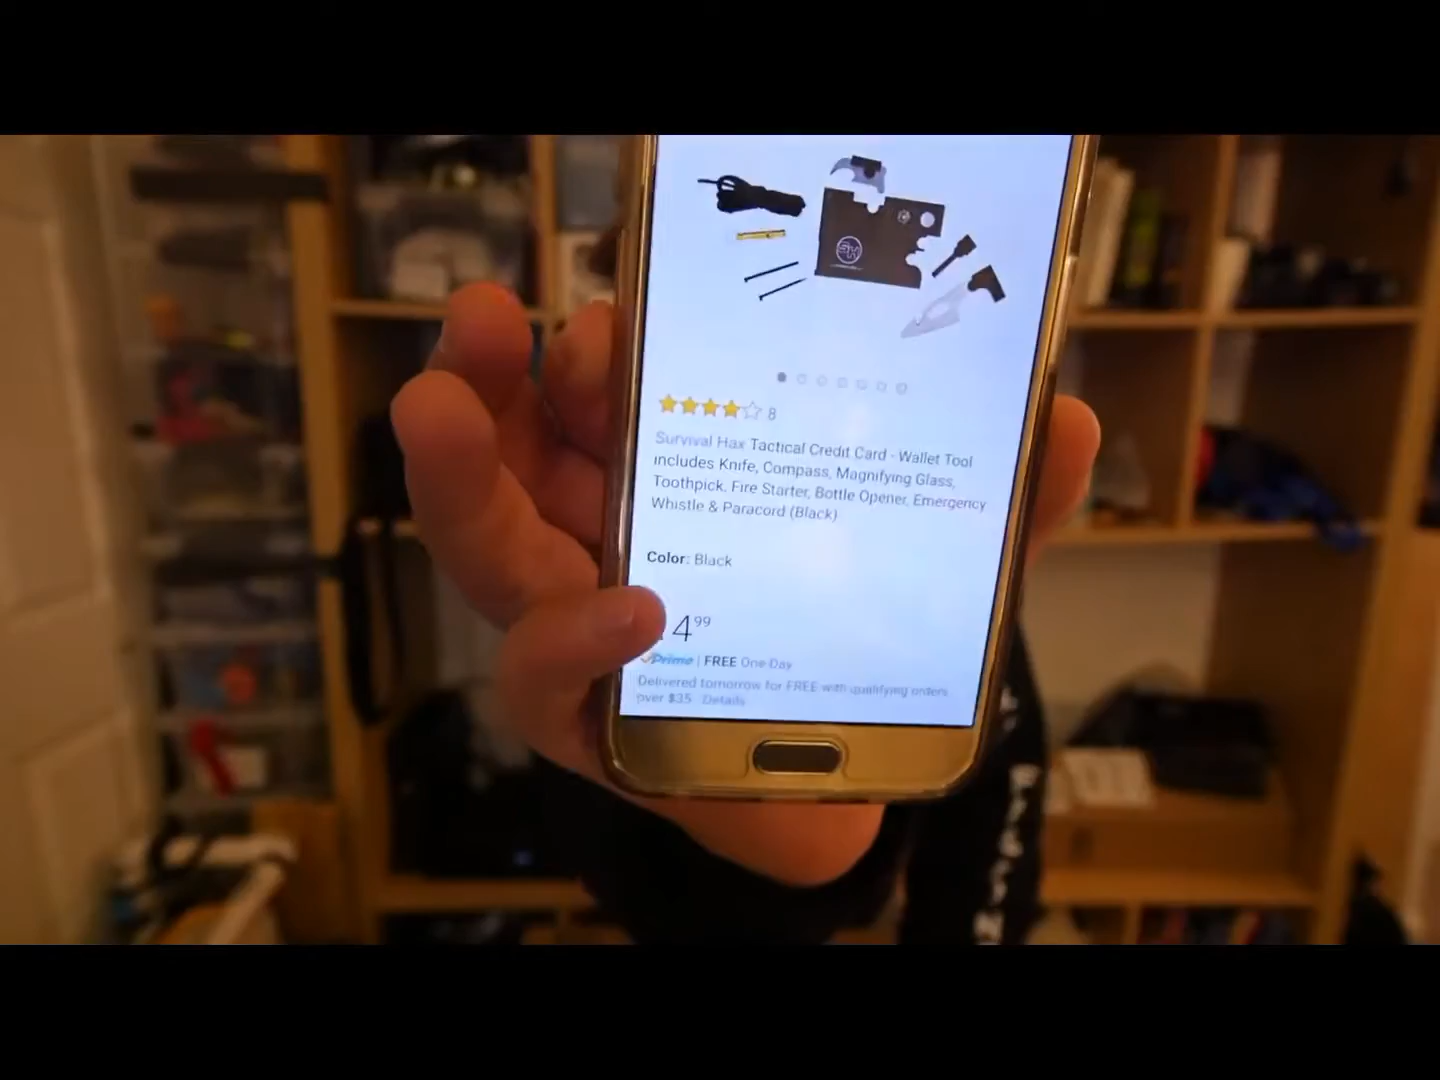 8
Survival Hax Tactical Credit Card - Wallet Tool
includes Knife, Compass, Magnifying Glass,
Toothpick, Fire Starter, Bottle Opener, Emergency
Whistle & Paracord (Black)
Color: Black
4 99
Prime | FREE One-Day
Delivered tomorrow for FREE with qualifying orders
over $35. Details